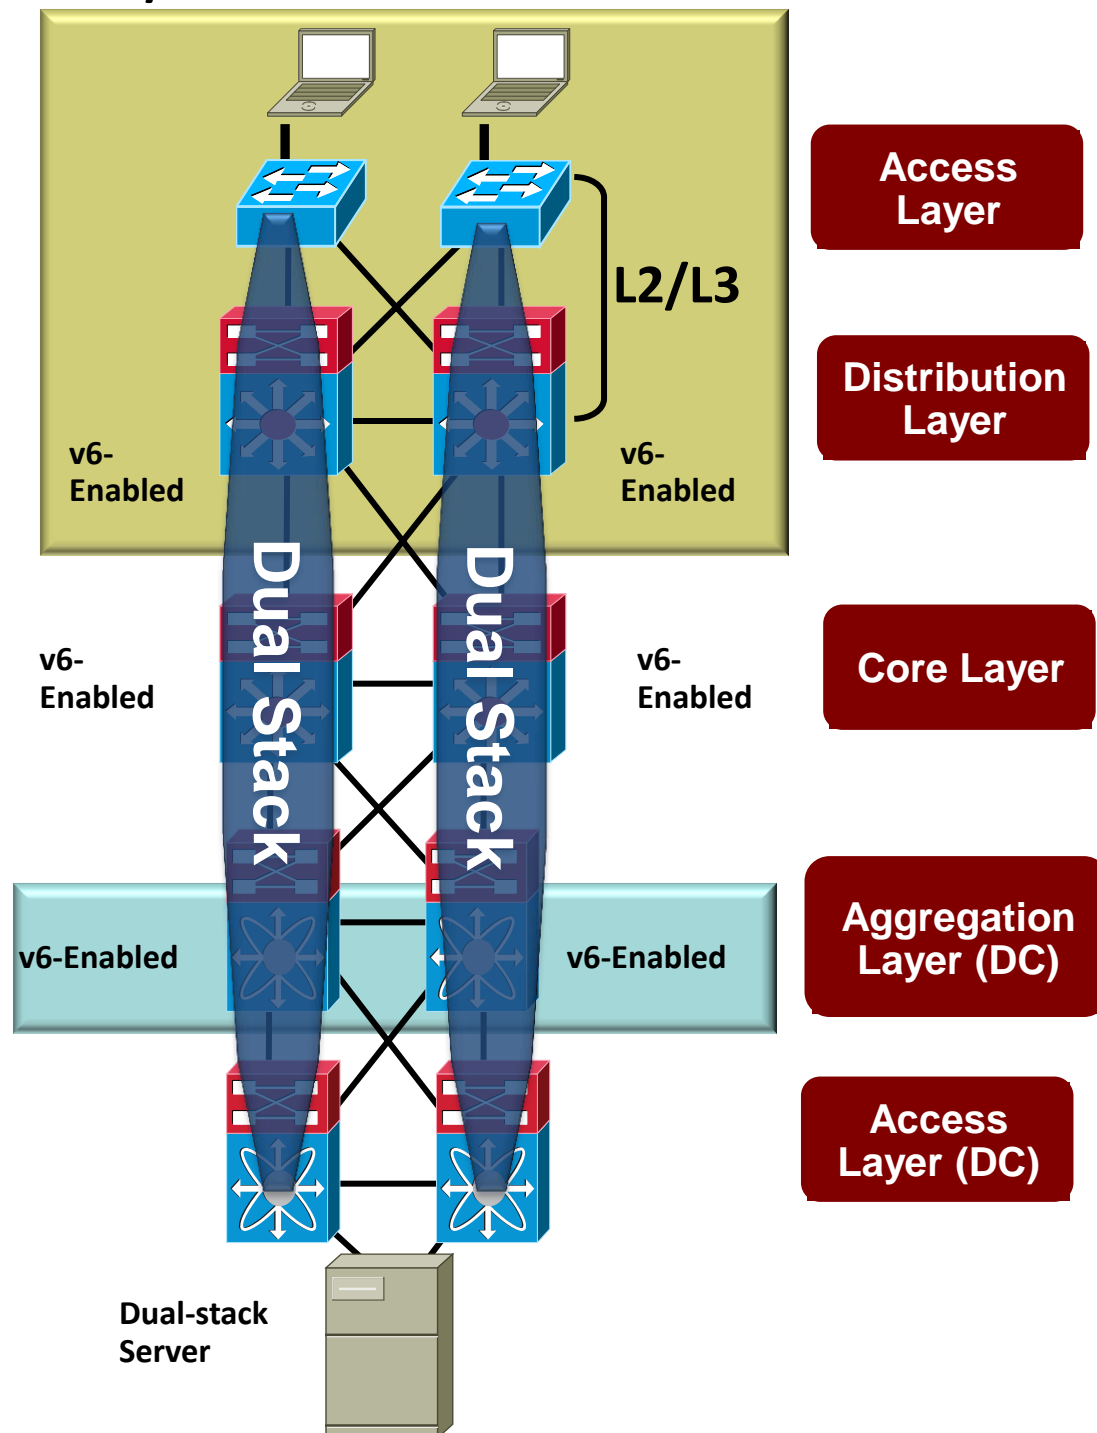 Access
Layer
L2/L3
Distribution
Layer
v6-
Enabled
v6-
Enabled
Dual Stack
Dual Stack
v6-
Enabled
v6-
Enabled
Core Layer
Aggregation
Layer (DC)
v6-Enabled
v6-Enabled
Access
Layer (DC)
Dual-stack
Server